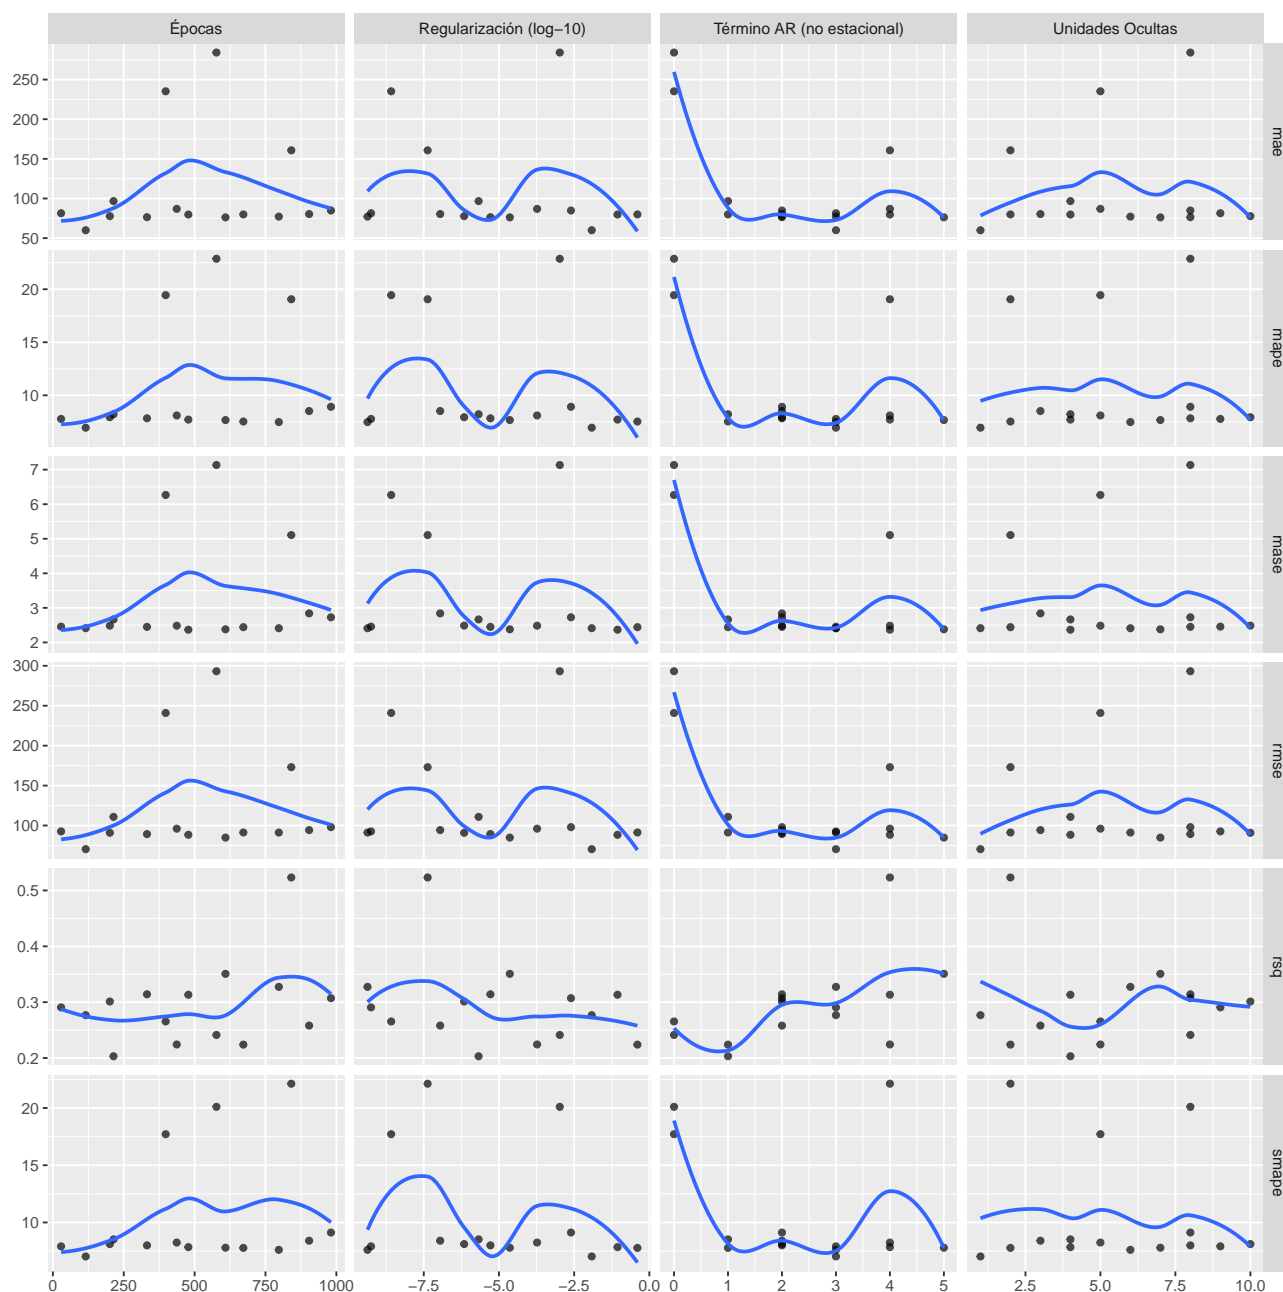 Épocas
Regularización (log−10)
Término AR (no estacional)
Unidades Ocultas
250
200
150
100
50
mae
20
15
10
mape
7
6
5
4
3
2
mase
300
250
200
150
100
rmse
0.5
0.4
0.3
0.2
rsq
20
15
10
smape
0 250 500 750 1000
−7.5 −5.0 −2.5 0.0
0 1 2 3 4 5
2.5 5.0 7.5 10.0